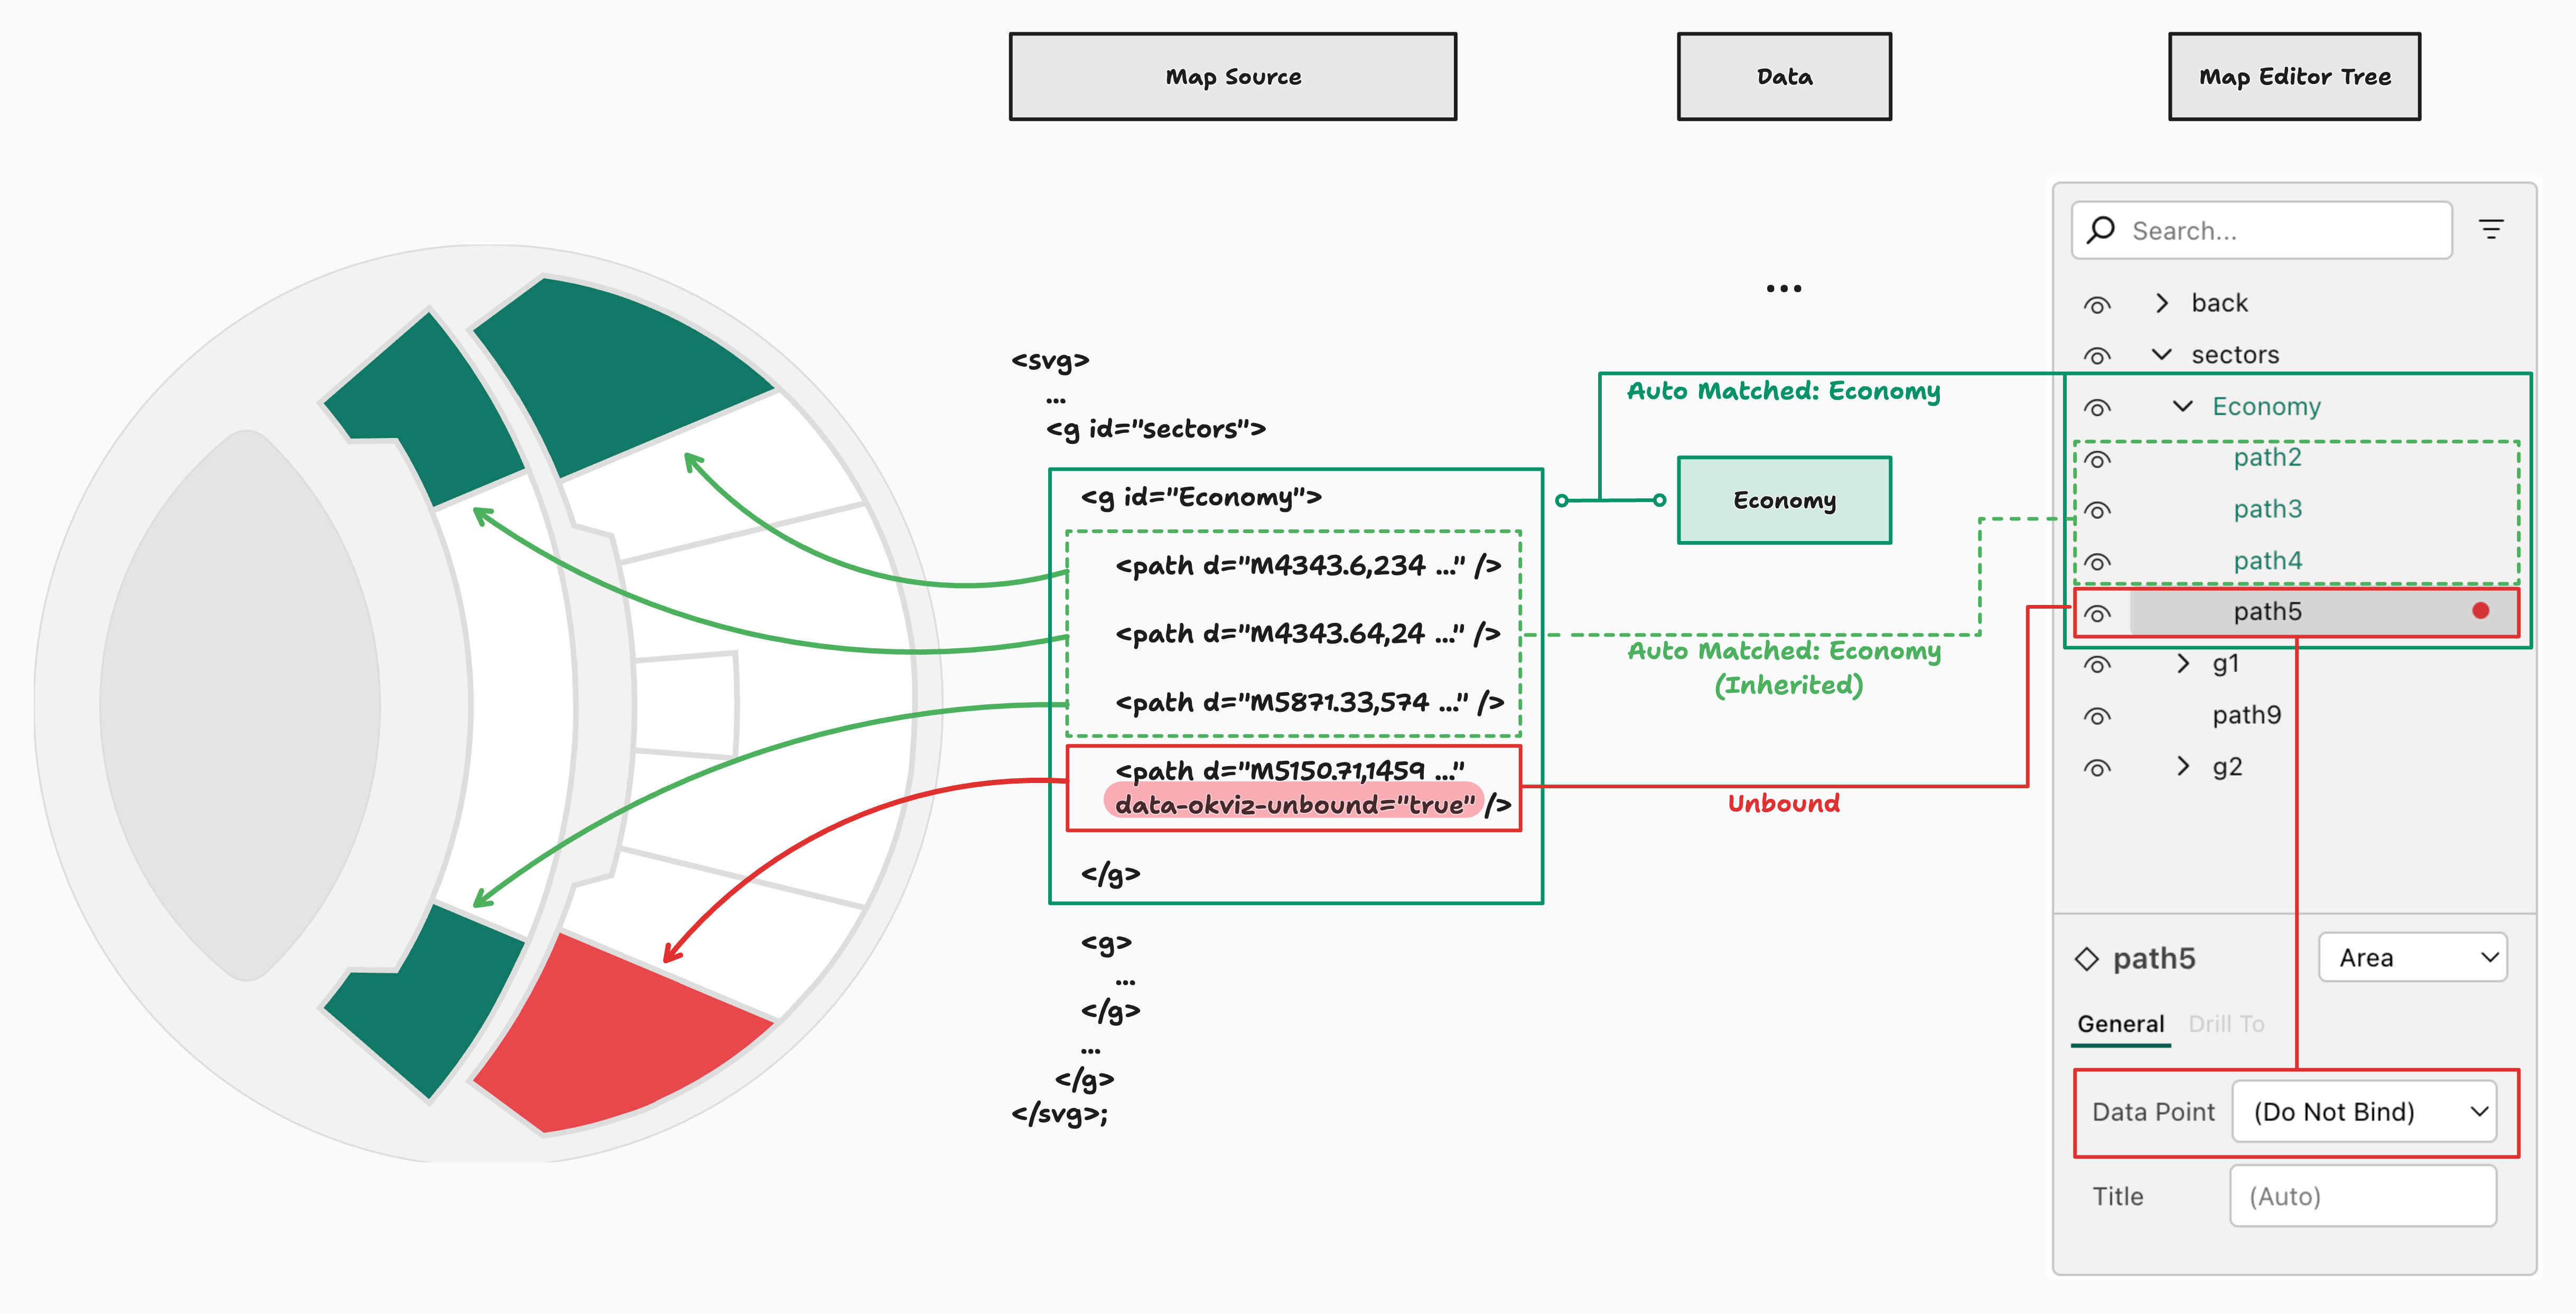 Map Source
Data
Map Editor Tree
<svg>
...
<g id="sectors">
<g id="Economy">
<path d="M4343.6,234 ..." />
<path d="M4343.64,24 ..." />
<path d="M5871.33,574 ..." />
<path d="M5150.71,1459 ..."
data-okviz-unbound="true" />
</g>
<g>
...
</g>
...
</g>
</svg>;
...
Auto Matched: Economy
Economy
Auto Matched: Economy
(Inherited)
Unbound
Search...
back
sectors
Economy
path2
path3
path4
path5
g1
path9
g2
path5
Area
General Drill To
Data Point (Do Not Bind)
Title (Auto)